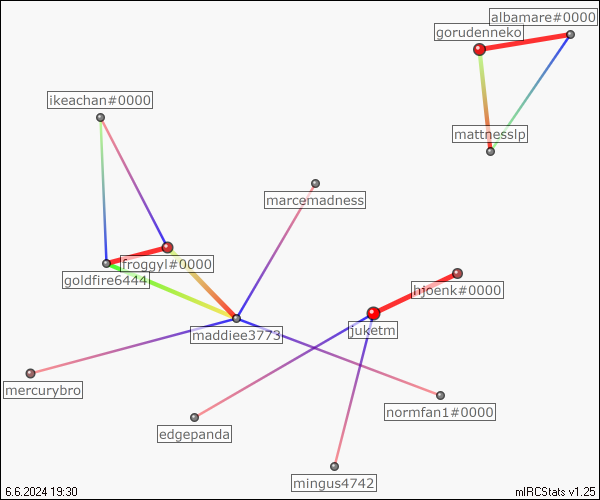 albamare#0000
gorudenneko
ikeachan#0000
mattnesslp
marcemadness
froggyl#0000
goldfire6444
hjoenk#0000
juketm
maddiee3773
mercurybro
normfan1#0000
edgepanda
mingus4742
6.6.2024 19:30
mIRCStats v1.25